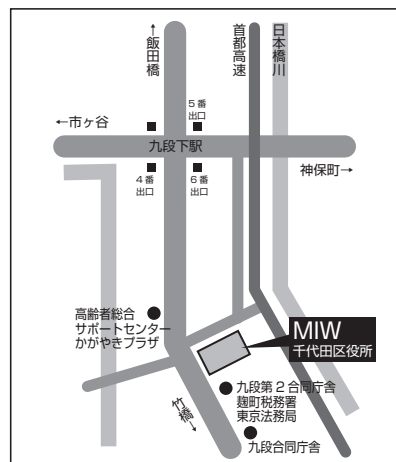 ↑飯田橋
首都高速
日本橋川
5番
出口
←市ヶ谷
九段下駅
4番
出口
6番
出口
神保町→
高齢者総合
サポートセンター
かがやきプラザ
MIW
千代田区役所
竹橋→
九段第2合同庁舎
麹町税務署
東京法務局
九段合同庁舎